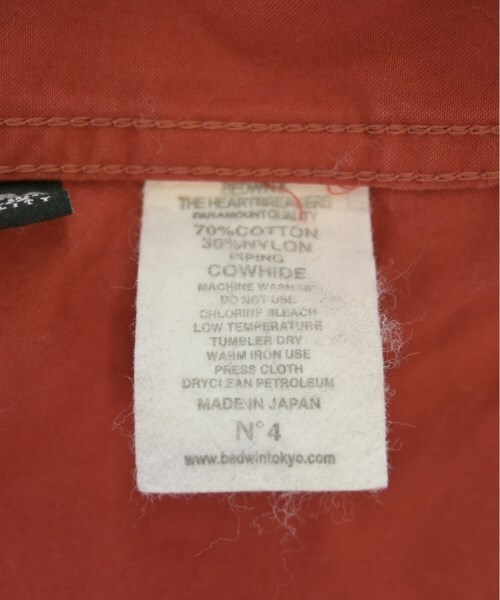 BEDWIN &
THE HEARTBREAKERS
PARAMOUNT QUALITY
70%COTTON
30%NYLON
PIPING
COWHIDE
MACHINE WASH
DO NOT USE
CHLORINE BLEACH
LOW TEMPERATURE
TUMBLER DRY
WARM IRON USE
PRESS CLOTH
DRYCLEAN PETROLEUM
MADE IN JAPAN
N°4
www.bedwintokyo.com